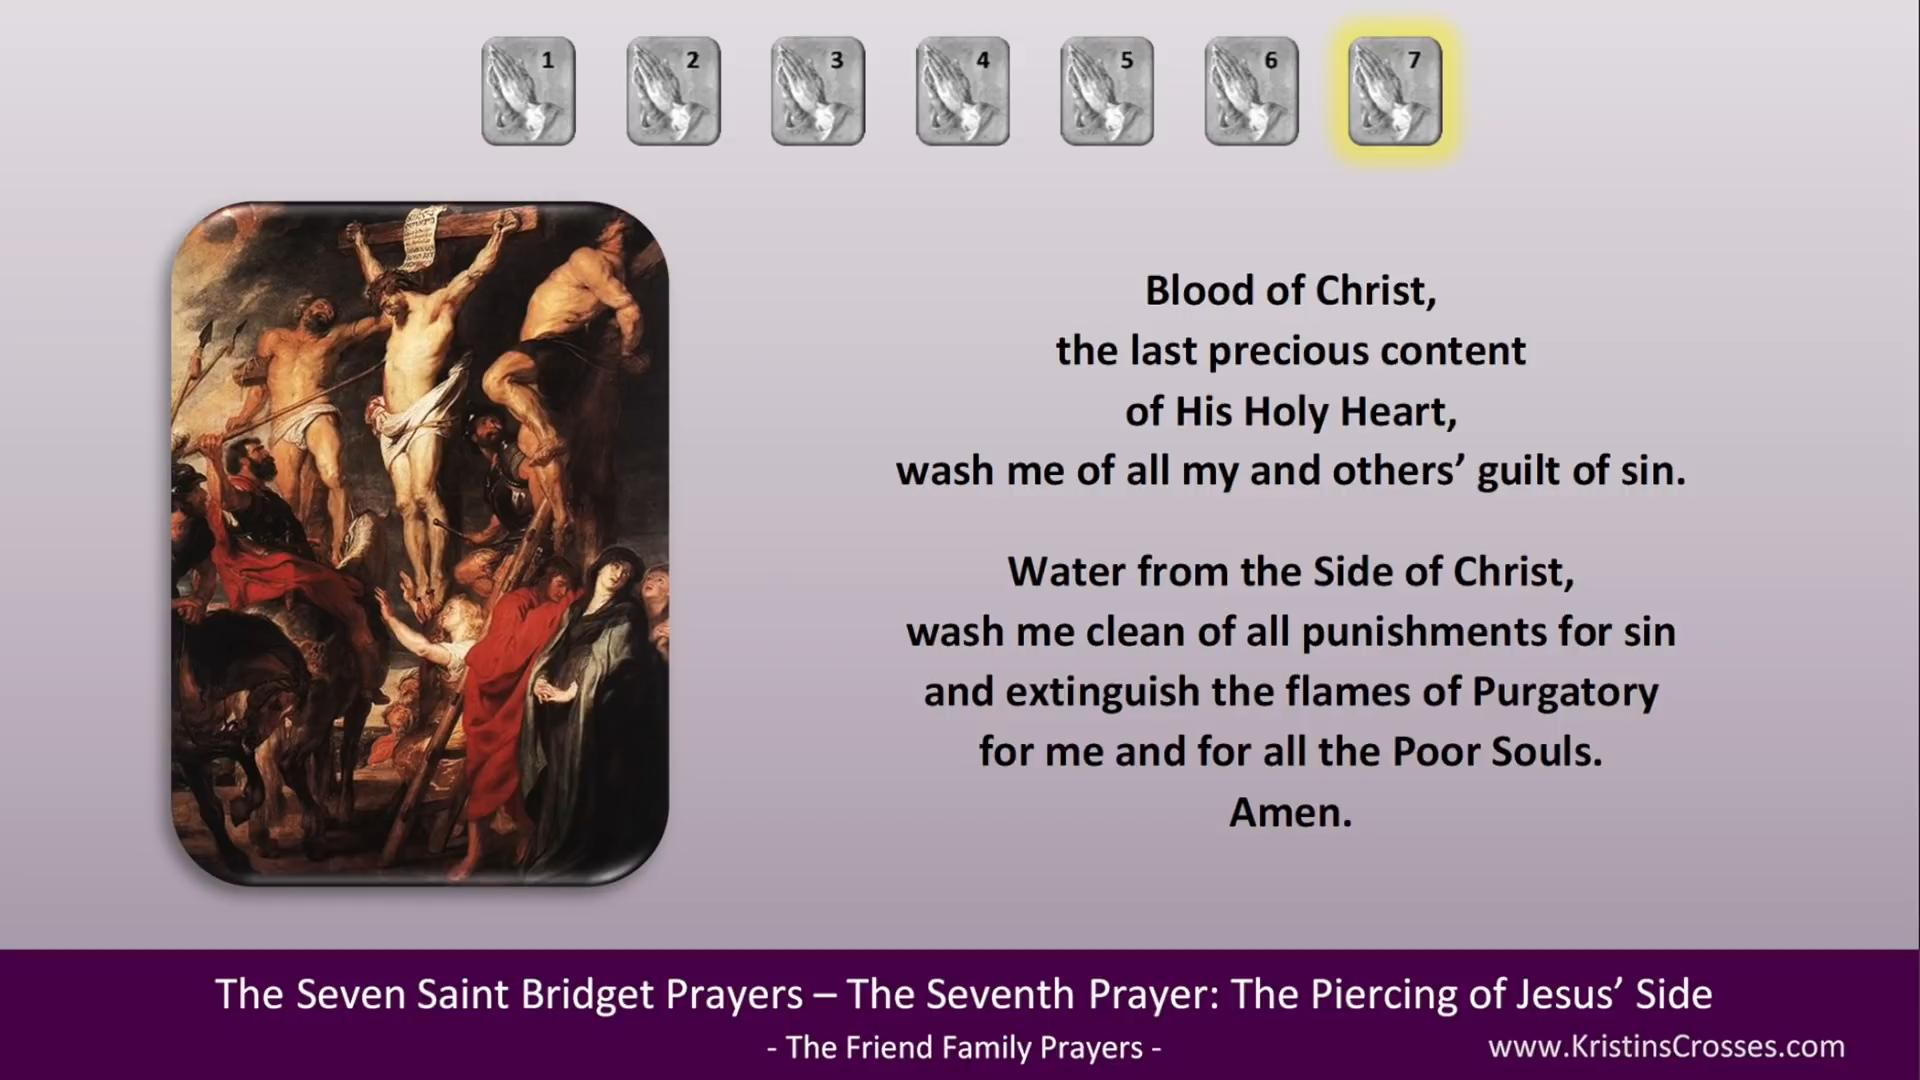 1 2 3 4 5 6 7
Blood of Christ,
the last precious content
of His Holy Heart,
wash me of all my and others’ guilt of sin.
Water from the Side of Christ,
wash me clean of all punishments for sin
and extinguish the flames of Purgatory
for me and for all the Poor Souls.
Amen.
The Seven Saint Bridget Prayers – The Seventh Prayer: The Piercing of Jesus’ Side
- The Friend Family Prayers -
www.KristinsCrosses.com